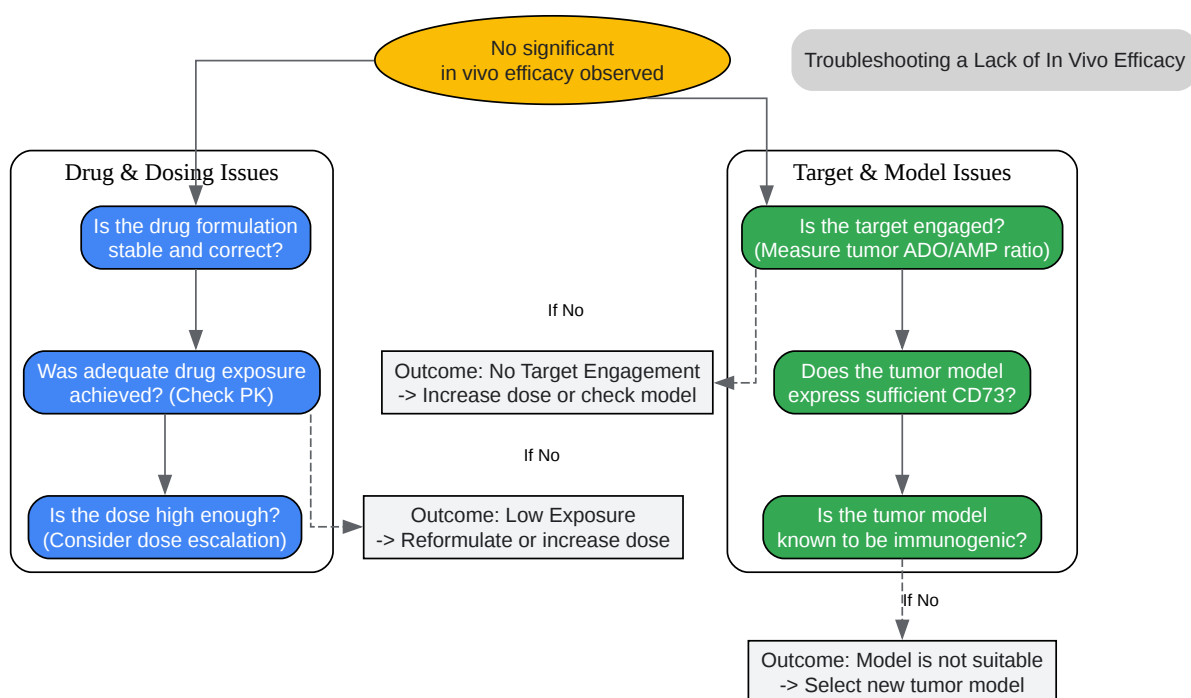 No significant
in vivo efficacy observed
Troubleshooting a Lack of In Vivo Efficacy
Drug & Dosing Issues
Is the drug formulation
stable and correct?
Was adequate drug exposure
achieved? (Check PK)
Is the dose high enough?
(Consider dose escalation)
If No
Outcome: No Target Engagement
-> Increase dose or check model
If No
Outcome: Low Exposure
-> Reformulate or increase dose
Target & Model Issues
Is the target engaged?
(Measure tumor ADO/AMP ratio)
Does the tumor model
express sufficient CD73?
Is the tumor model
known to be immunogenic?
If No
Outcome: Model is not suitable
-> Select new tumor model